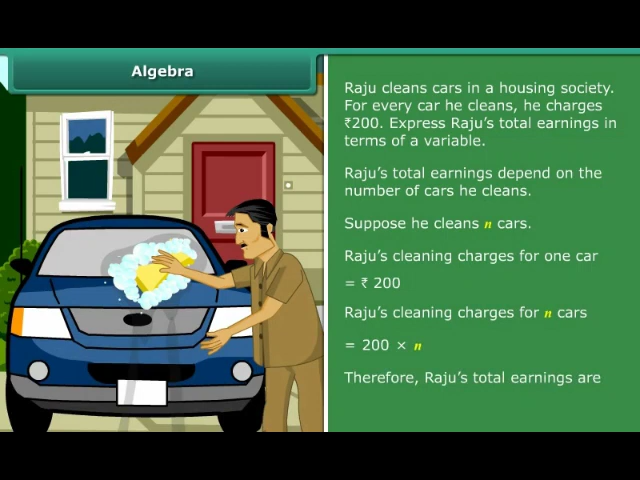 Algebra
Raju cleans cars in a housing society.
For every car he cleans, he charges
₹200. Express Raju's total earnings in
terms of a variable.
Raju's total earnings depend on the
number of cars he cleans.
Suppose he cleans n cars.
Raju's cleaning charges for one car
= ₹ 200
Raju's cleaning charges for n cars
= 200 × n
Therefore, Raju's total earnings are